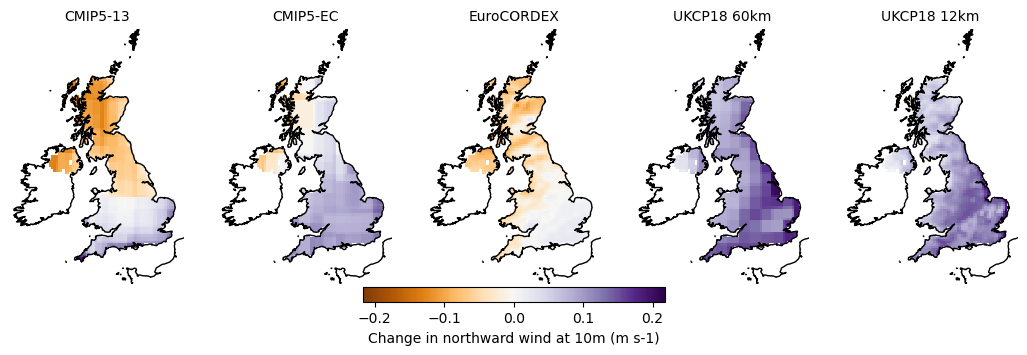 CMIP5-13 CMIP5-EC EuroCORDEX UKCP18 60km UKCP18 12km
−0.2 −0.1 0.0 0.1 0.2
Change in northward wind at 10m (m s-1)